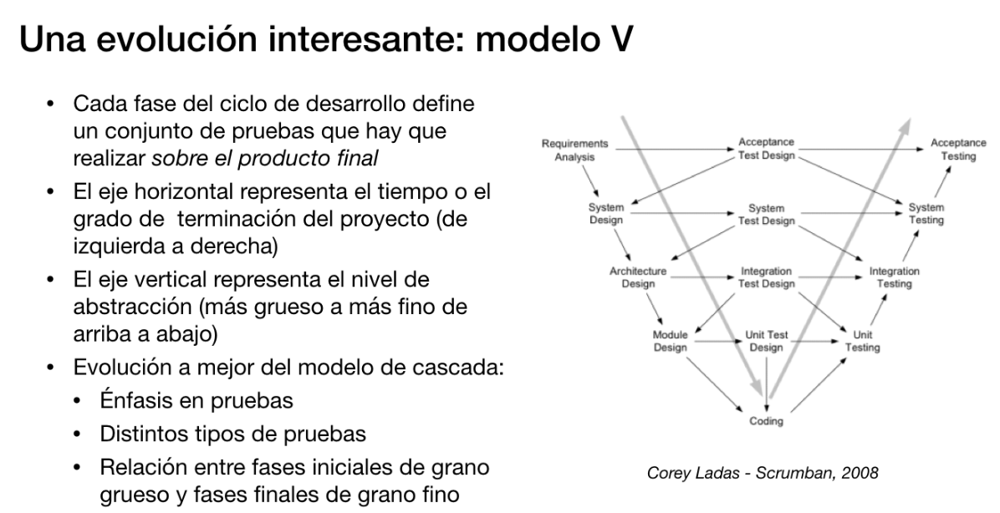 Una evolución interesante: modelo V
• Cada fase del ciclo de desarrollo define
un conjunto de pruebas que hay que
realizar sobre el producto final
• El eje horizontal representa el tiempo o el
grado de  terminación del proyecto (de
izquierda a derecha)
• El eje vertical representa el nivel de
abstracción (más grueso a más fino de
arriba a abajo)
• Evolución a mejor del modelo de cascada:
• Énfasis en pruebas
• Distintos tipos de pruebas
• Relación entre fases iniciales de grano
grueso y fases finales de grano fino
Requirements
Analysis
Acceptance
Test Design
Acceptance
Testing
System
Design
System
Test Design
System
Testing
Architecture
Design
Integration
Test Design
Integration
Testing
Module
Design
Unit Test
Design
Unit
Testing
Coding
Corey Ladas - Scrumban, 2008